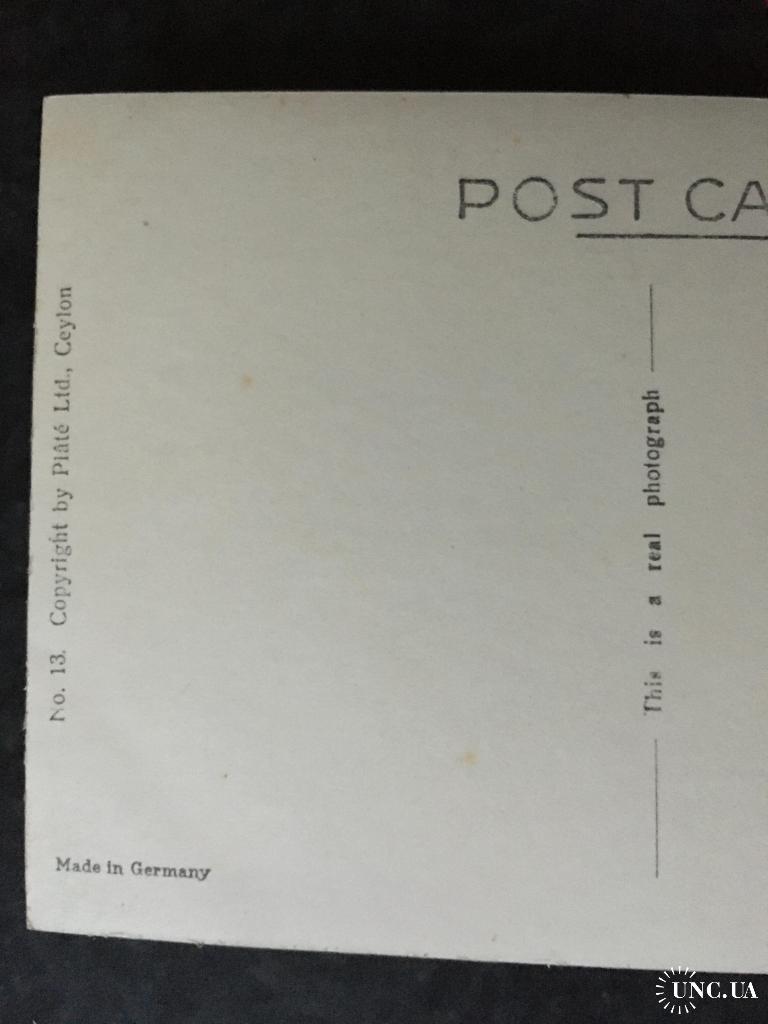 POST CA
No. 13. Copyright by Plâté Ltd., Ceylon
This is a real photograph
Made in Germany
UNC.UA